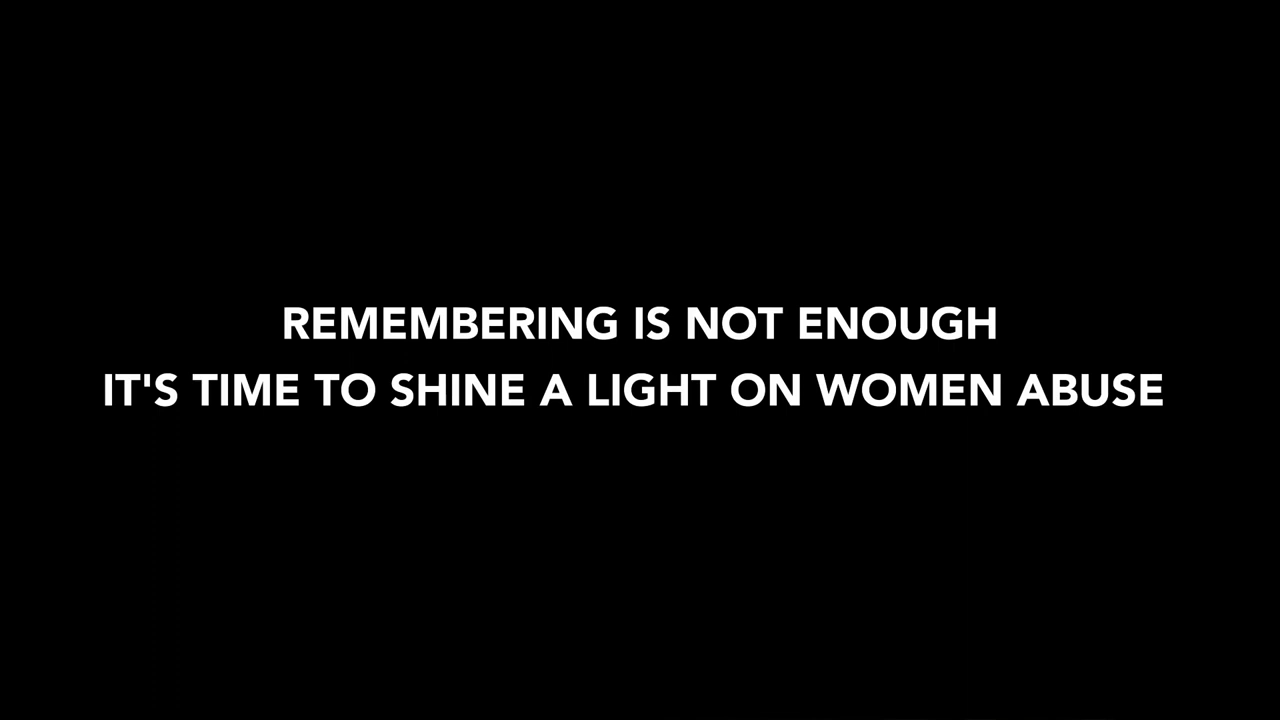 REMEMBERING IS NOT ENOUGH
IT'S TIME TO SHINE A LIGHT ON WOMEN ABUSE